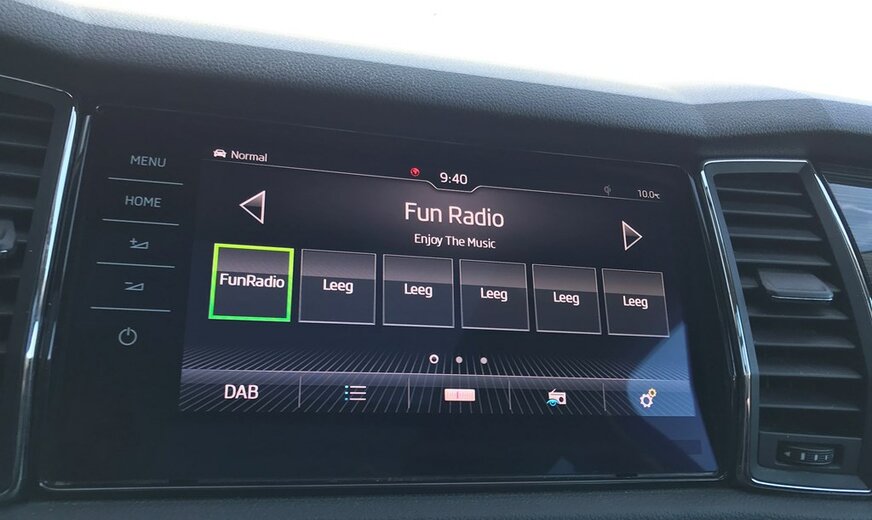 MENU
HOME
Normal
9:40
10.0°C
Fun Radio
Enjoy The Music
FunRadio
Leeg
Leeg
Leeg
Leeg
Leeg
DAB